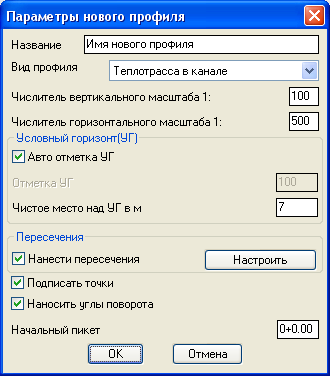 Параметры нового профиля
Название Имя нового профиля
Вид профиля Теплотрасса в канале
Числитель вертикального масштаба 1: 100
Числитель горизонтального масштаба 1: 500
Условный горизонт(УГ)
Авто отметка УГ
Отметка УГ 100
Чистое место над УГ в м 7
Пересечения
Нанести пересечения Настроить
Подписать точки
Наносить углы поворота
Начальный пикет 0+0.00
OK Отмена